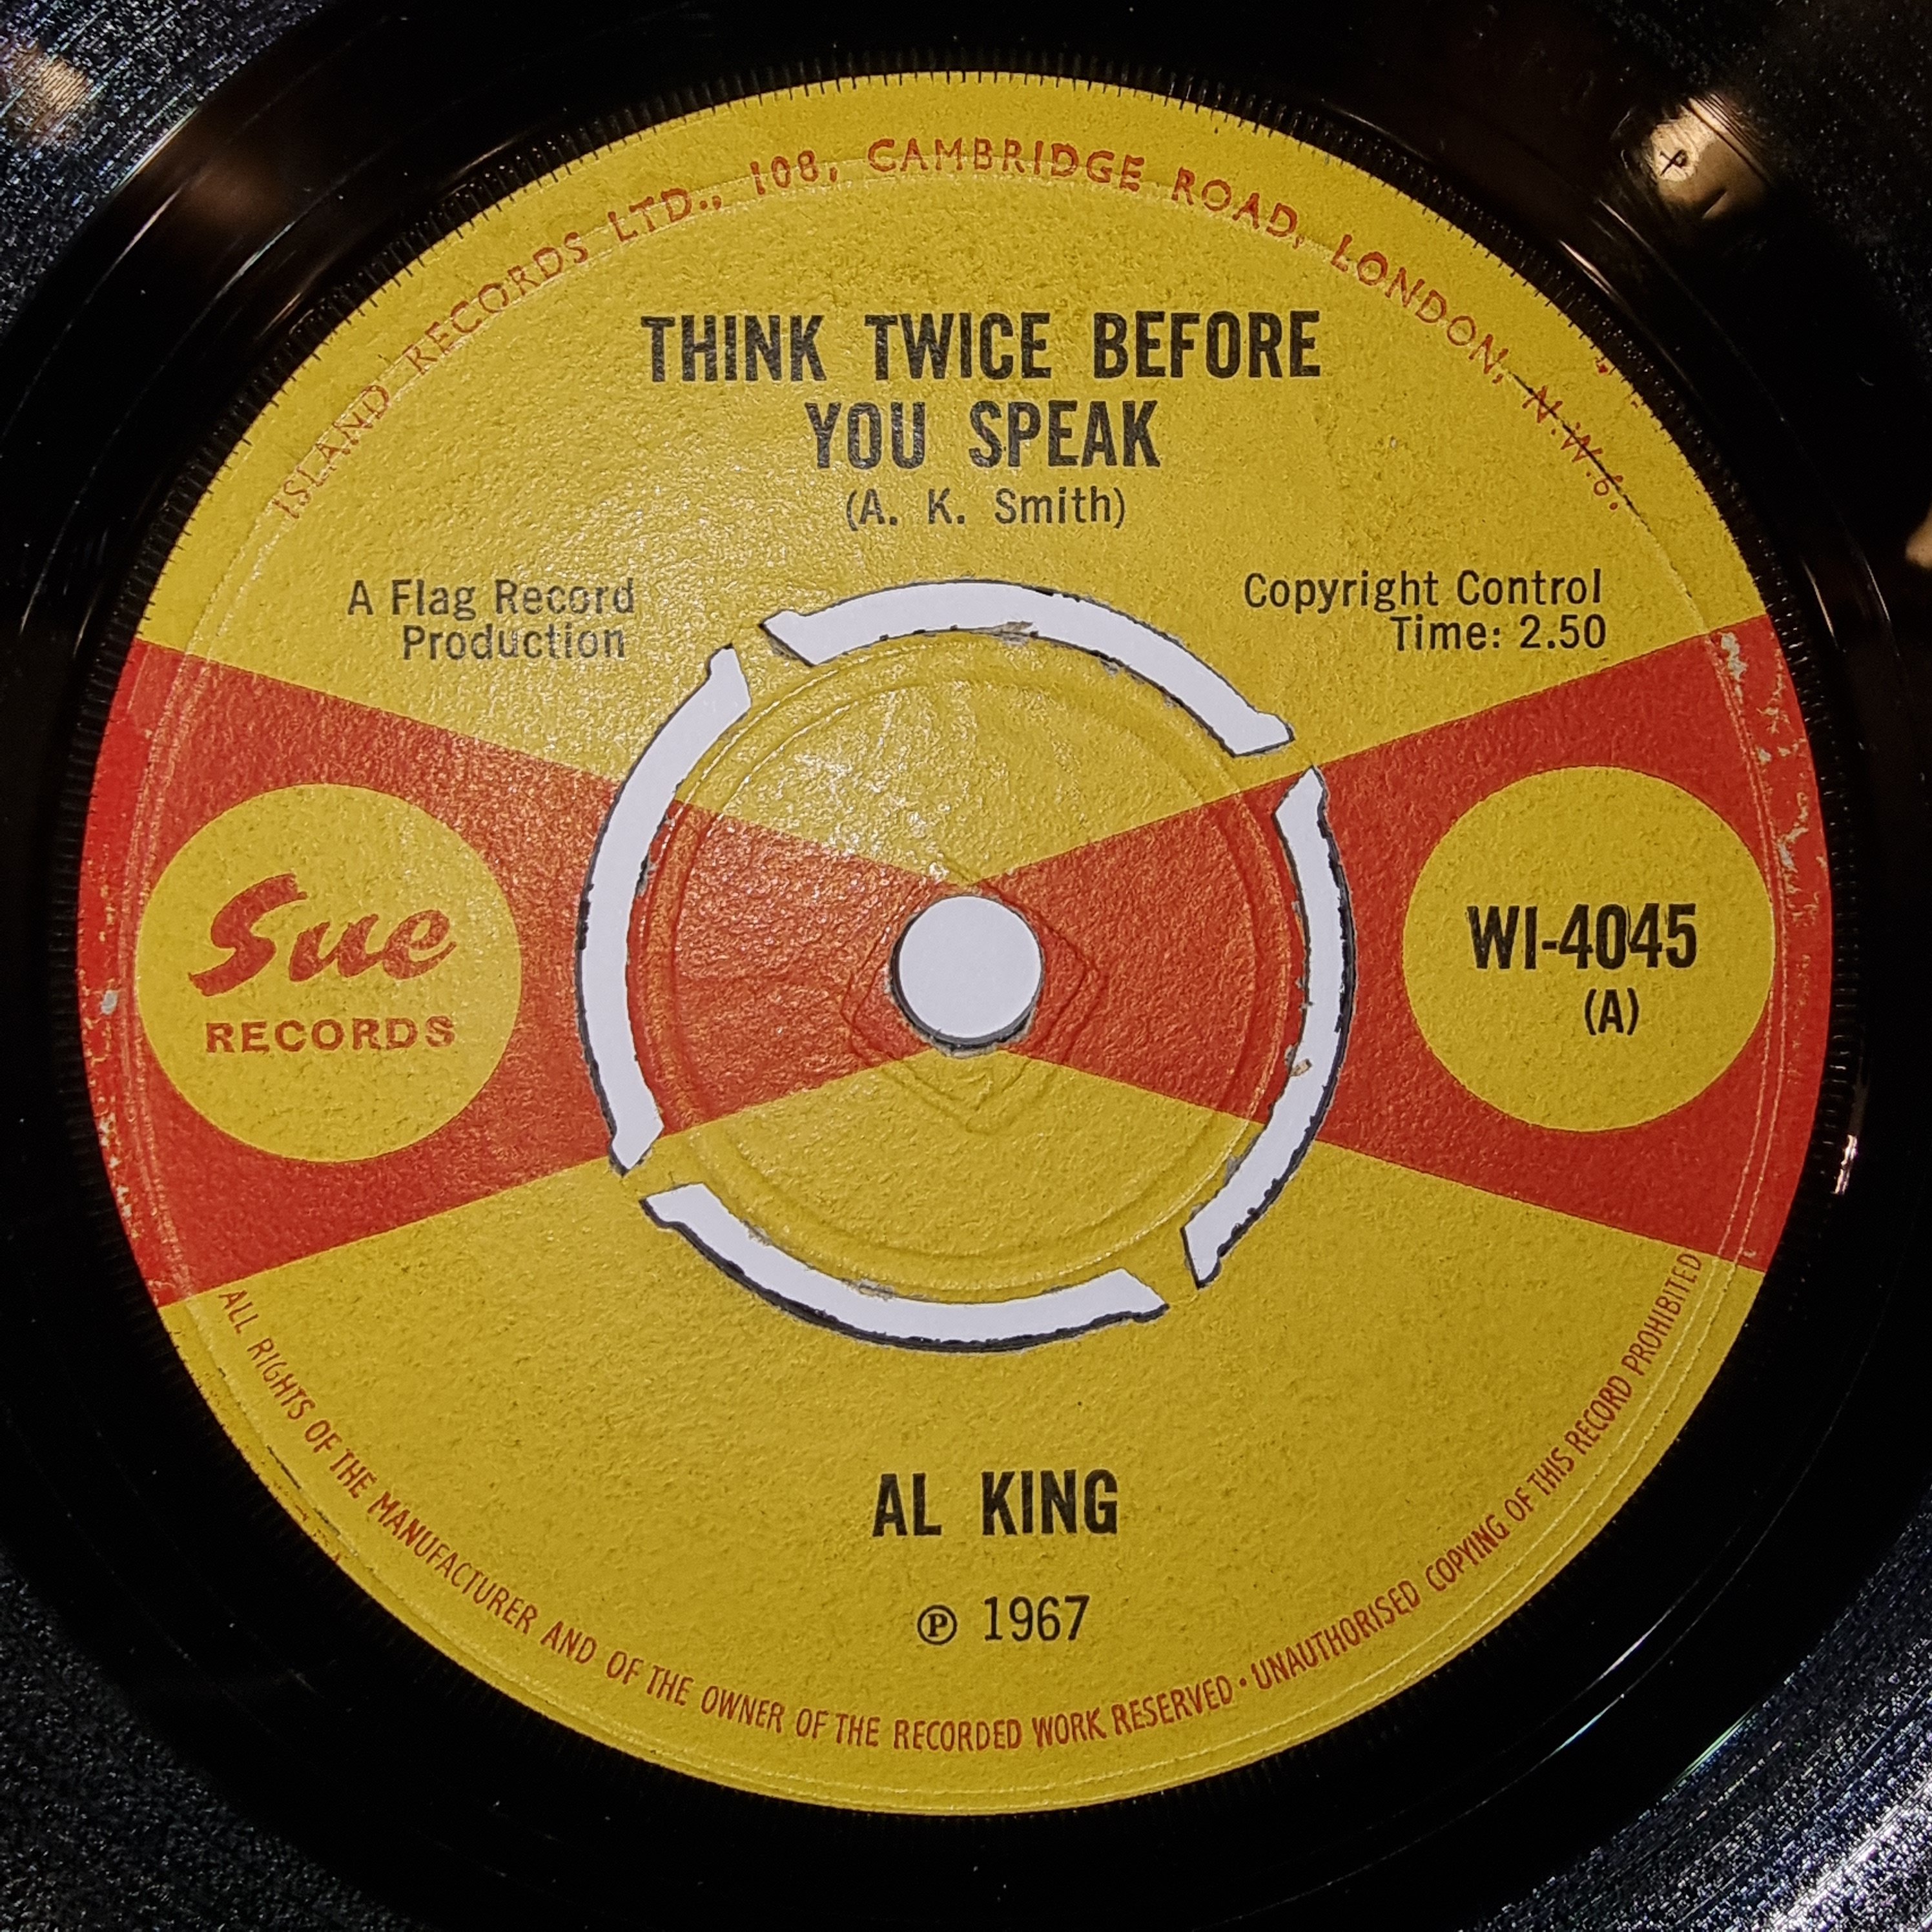 ISLAND RECORDS LTD., 108, CAMBRIDGE ROAD, LONDON, N.W.6.
THINK TWICE BEFORE
YOU SPEAK
(A. K. Smith)
A Flag Record
Production
Copyright Control
Time: 2.50
Sue
RECORDS
WI-4045
(A)
AL KING
℗ 1967
ALL RIGHTS OF THE MANUFACTURER AND OF THE OWNER OF THE RECORDED WORK RESERVED • UNAUTHORISED COPYING OF THIS RECORD PROHIBITED